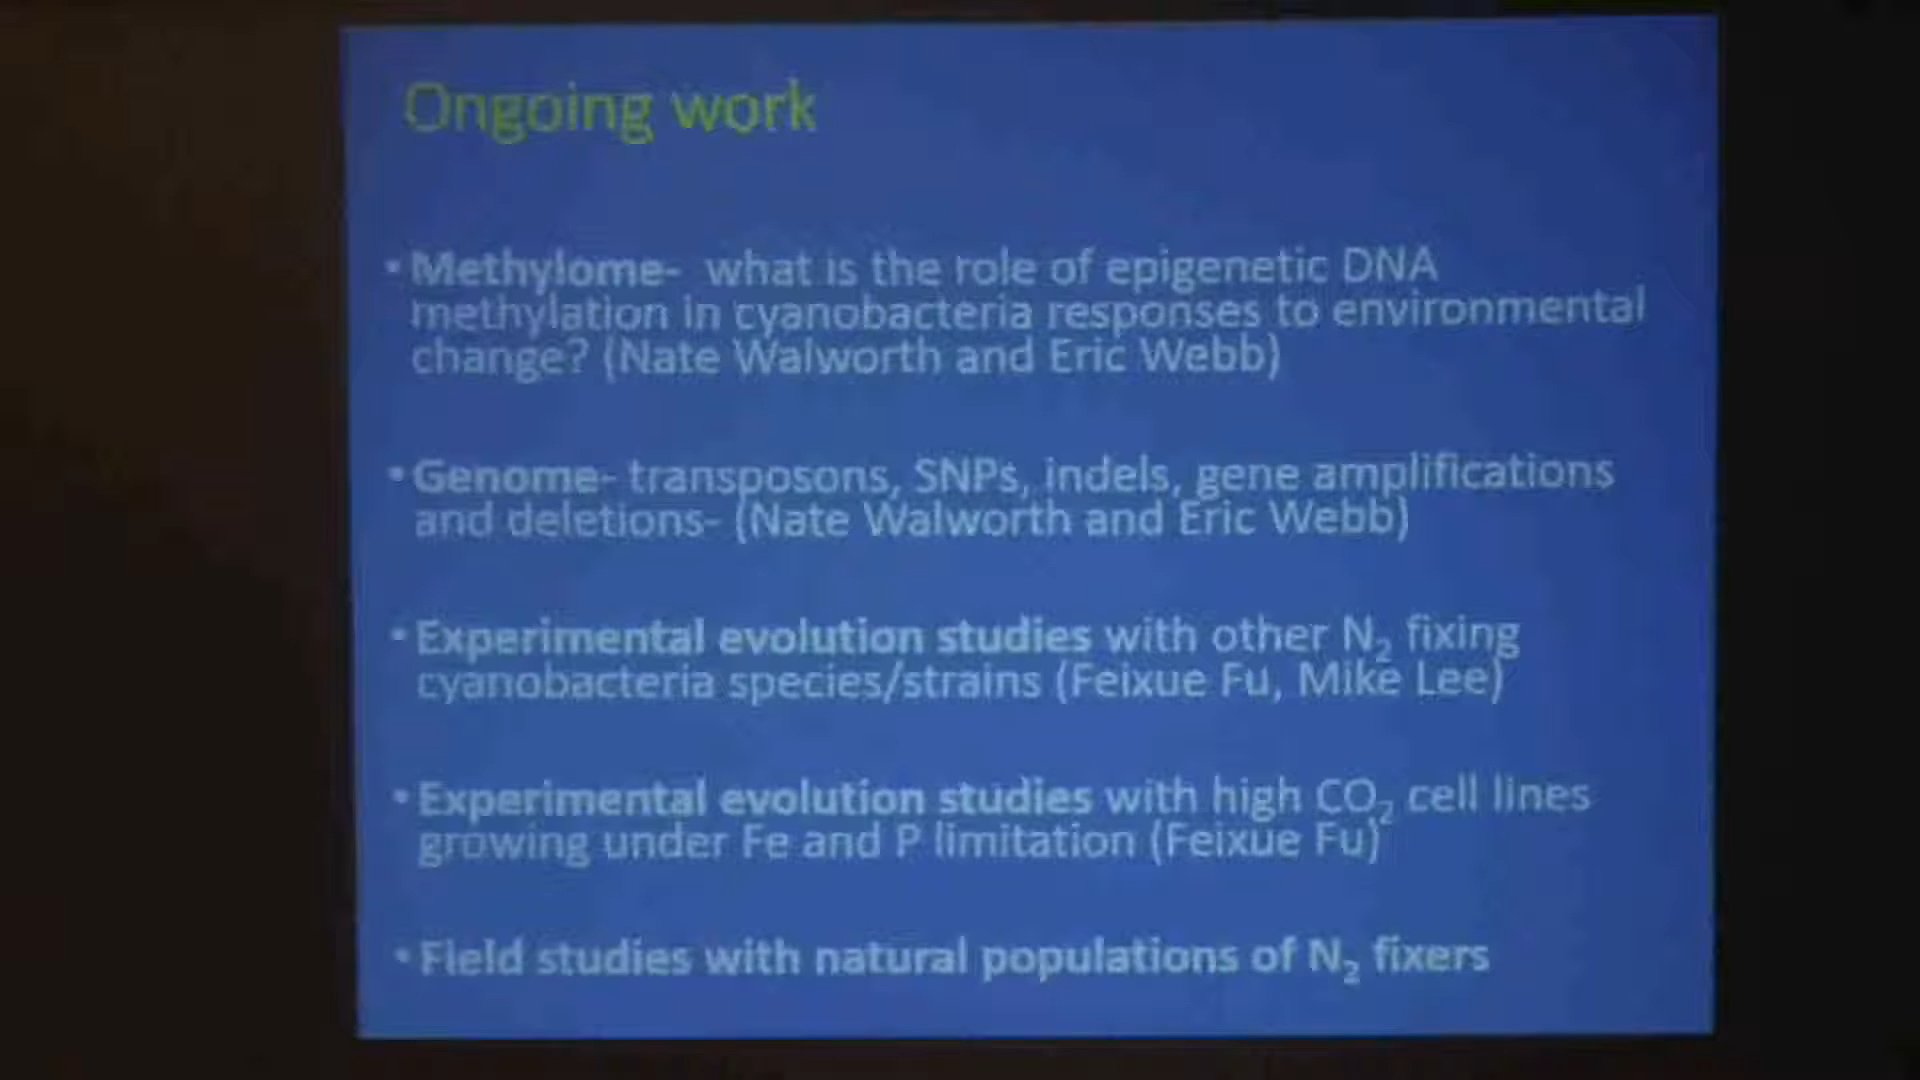 Ongoing work
• Methylome- what is the role of epigenetic DNA
methylation in cyanobacteria responses to environmental
change? (Nate Walworth and Eric Webb)
• Genome- transposons, SNPs, indels, gene amplifications
and deletions- (Nate Walworth and Eric Webb)
• Experimental evolution studies with other N₂ fixing
cyanobacteria species/strains (Feixue Fu, Mike Lee)
• Experimental evolution studies with high CO₂ cell lines
growing under Fe and P limitation (Feixue Fu)
• Field studies with natural populations of N₂ fixers